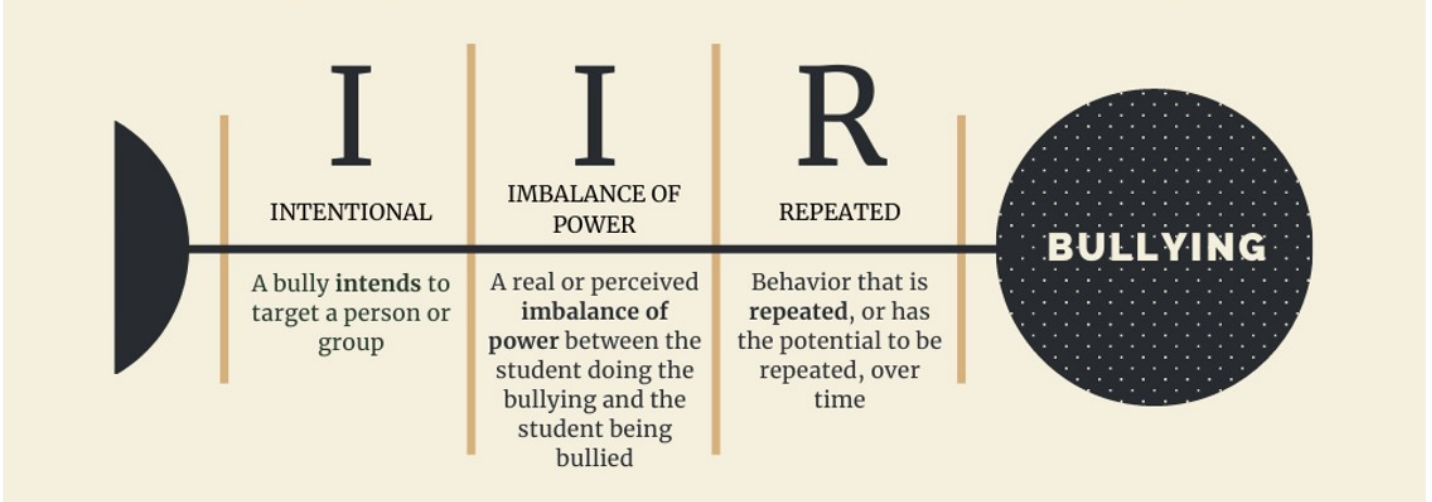 I
INTENTIONAL
A bully intends to
target a person or
group
I
IMBALANCE OF
POWER
A real or perceived
imbalance of
power between the
student doing the
bullying and the
student being
bullied
R
REPEATED
Behavior that is
repeated, or has
the potential to be
repeated, over
time
BULLYING